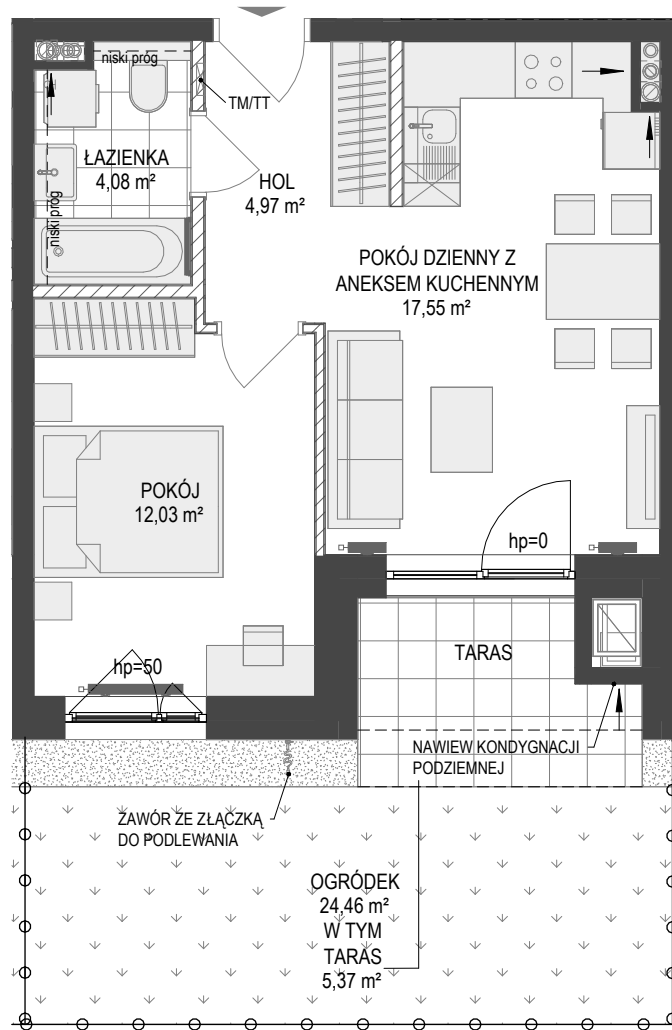 niski próg
TM/TT
ŁAZIENKA
4,08 m²
niski próg
HOL
4,97 m²
POKÓJ DZIENNY Z
ANEKSEM KUCHENNYM
17,55 m²
POKÓJ
12,03 m²
hp=0
hp=50
TARAS
NAWIEW KONDYGNACJI
PODZIEMNEJ
ZAWÓR ZE ZŁĄCZKĄ
DO PODLEWANIA
OGRÓDEK
24,46 m²
W TYM
TARAS
5,37 m²